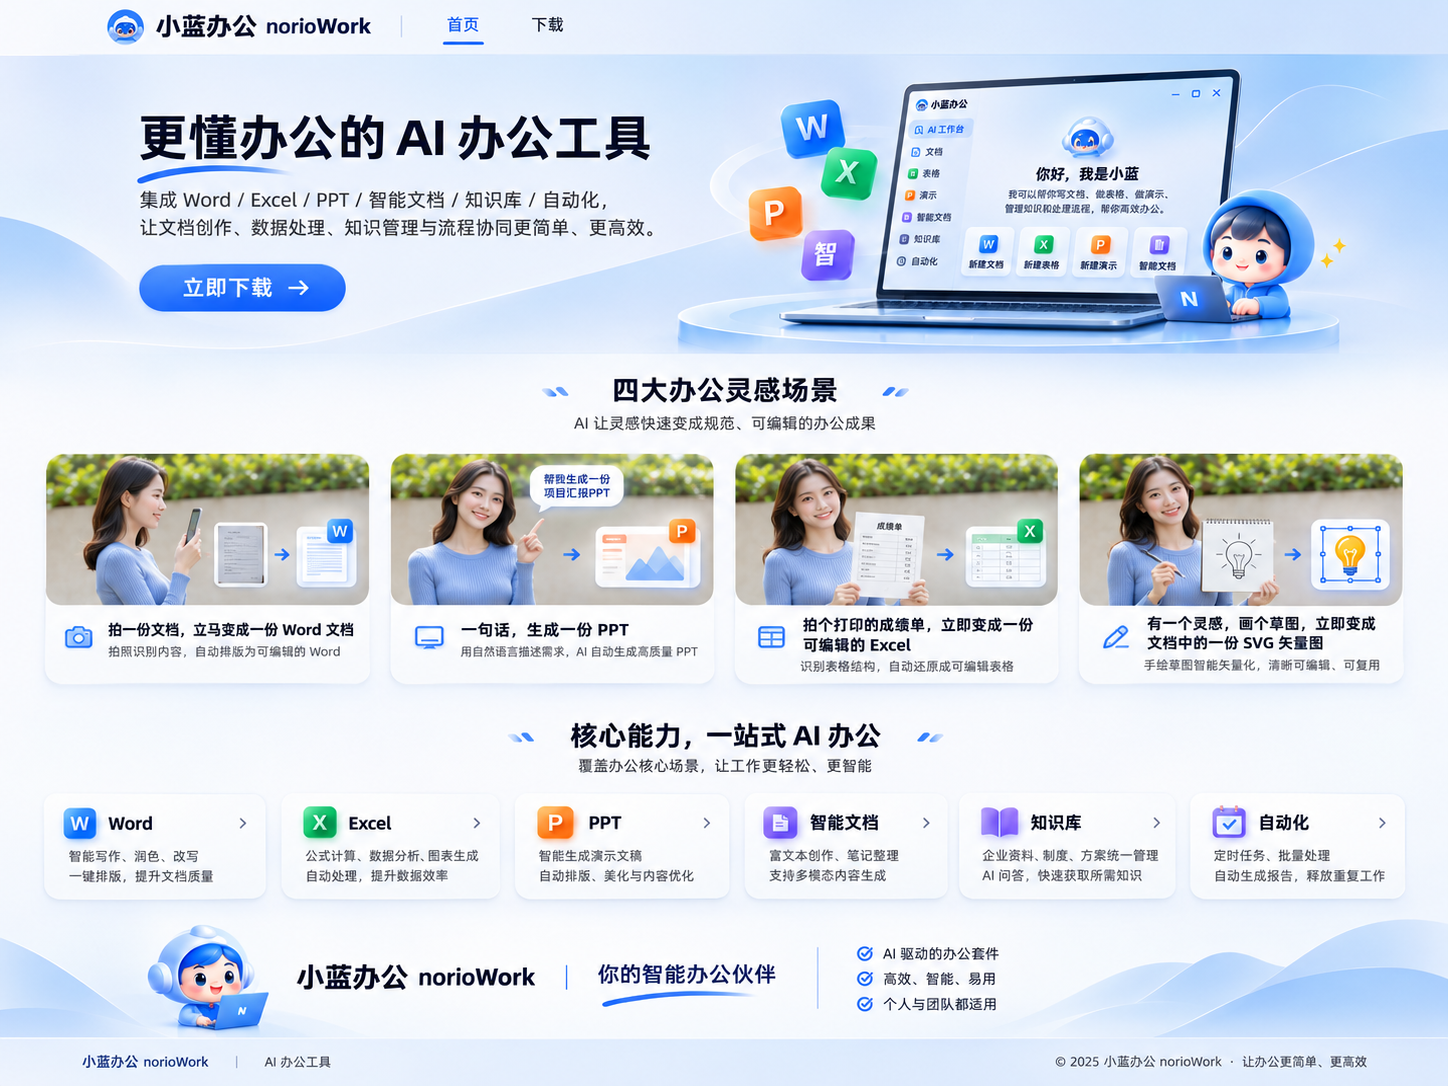 小蓝办公 norioWork
首页
下载
更懂办公的 AI 办公工具
集成 Word / Excel / PPT / 智能文档 / 知识库 / 自动化，
让文档创作、数据处理、知识管理与流程协同更简单、更高效。
立即下载
W
X
P
智
小蓝办公
AI 工作台
文档
表格
演示
智能文档
知识库
自动化
你好，我是小蓝
我可以帮你写文档、做表格、做演示、
管理知识和处理流程，帮你高效办公。
W
新建文档
X
新建表格
P
新建演示
智能文档
N
四大办公灵感场景
AI 让灵感快速变成规范、可编辑的办公成果
W
拍一份文档，立马变成一份 Word 文档
拍照识别内容，自动排版为可编辑的 Word
帮我生成一份
项目汇报PPT
P
一句话，生成一份 PPT
用自然语言描述需求，AI 自动生成高质量 PPT
成绩单
X
拍个打印的成绩单，立即变成一份
可编辑的 Excel
识别表格结构，自动还原成可编辑表格
有一个灵感，画个草图，立即变成
文档中的一份 SVG 矢量图
手绘草图智能矢量化，清晰可编辑、可复用
核心能力，一站式 AI 办公
覆盖办公核心场景，让工作更轻松、更智能
W
Word
智能写作、润色、改写
一键排版，提升文档质量
X
Excel
公式计算、数据分析、图表生成
自动处理，提升数据效率
P
PPT
智能生成演示文稿
自动排版、美化与内容优化
智能文档
富文本创作、笔记整理
支持多模态内容生成
知识库
企业资料、制度、方案统一管理
AI 问答，快速获取所需知识
自动化
定时任务、批量处理
自动生成报告，释放重复工作
N
小蓝办公 norioWork
你的智能办公伙伴
AI 驱动的办公套件
高效、智能、易用
个人与团队都适用
小蓝办公 norioWork
AI 办公工具
© 2025 小蓝办公 norioWork · 让办公更简单、更高效